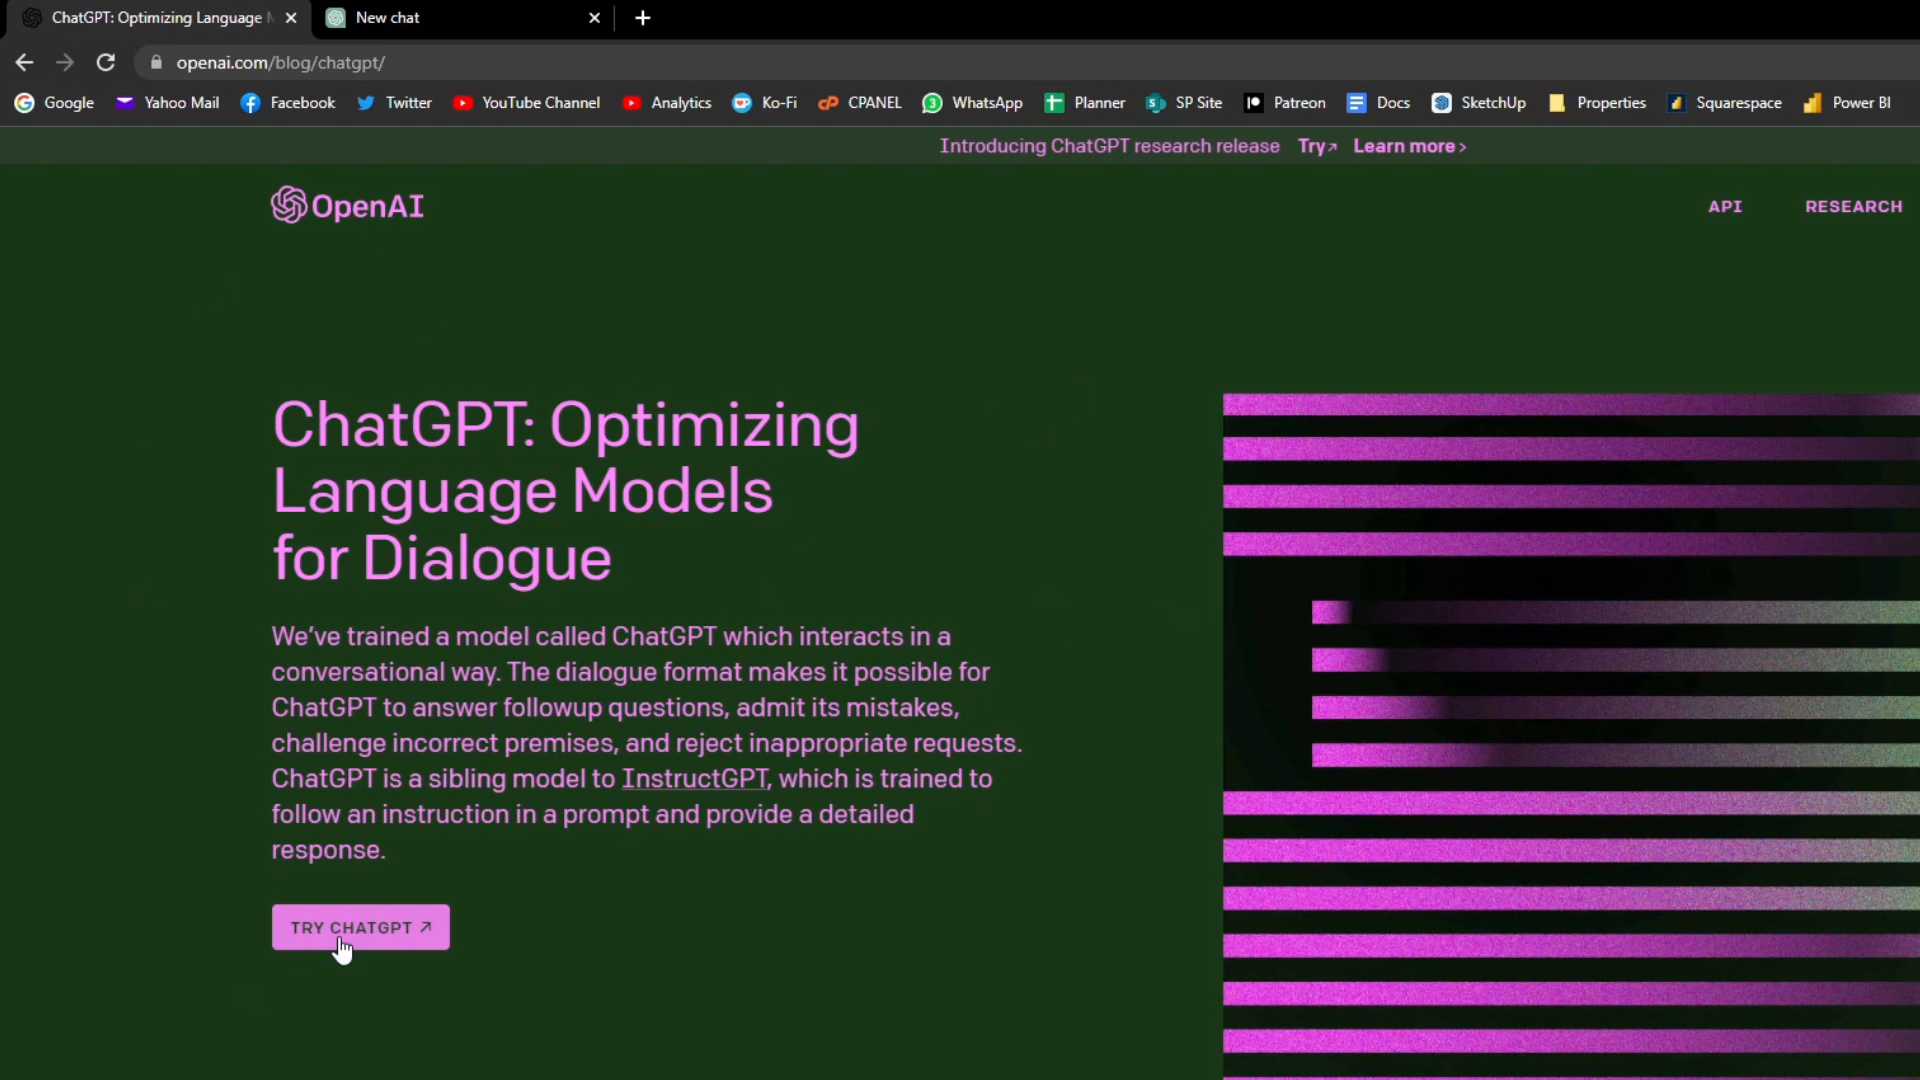 ChatGPT: Optimizing Language
New chat
openai.com/blog/chatgpt/
Google Yahoo Mail Facebook Twitter YouTube Channel Analytics Ko-Fi CPANEL WhatsApp Planner SP Site Patreon Docs SketchUp Properties Squarespace Power BI
Introducing ChatGPT research release Try↗ Learn more ›
OpenAI
API RESEARCH
ChatGPT: Optimizing
Language Models
for Dialogue
We’ve trained a model called ChatGPT which interacts in a
conversational way. The dialogue format makes it possible for
ChatGPT to answer followup questions, admit its mistakes,
challenge incorrect premises, and reject inappropriate requests.
ChatGPT is a sibling model to InstructGPT, which is trained to
follow an instruction in a prompt and provide a detailed
response.
TRY CHATGPT ↗